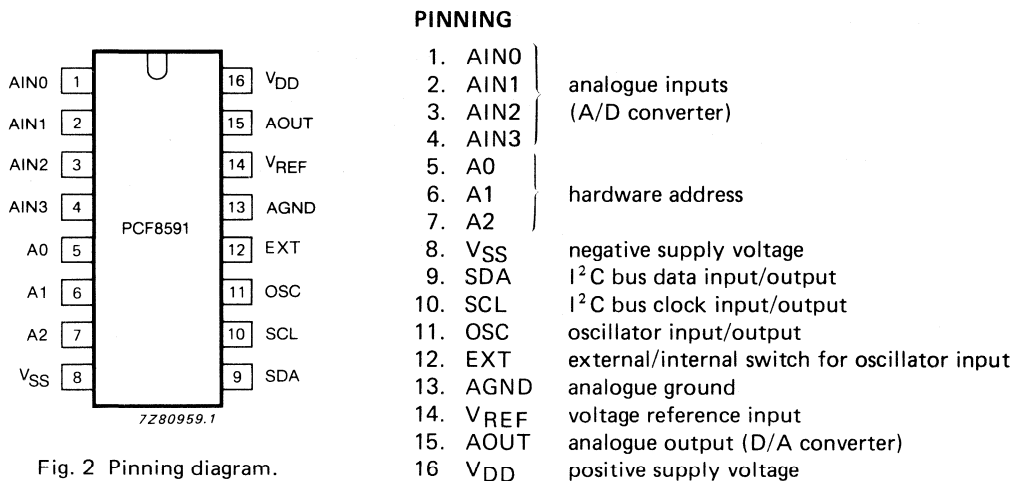 AIN0 1
AIN1 2
AIN2 3
AIN3 4
A0 5
A1 6
A2 7
VSS 8
PCF8591
16 VDD
15 AOUT
14 VREF
13 AGND
12 EXT
11 OSC
10 SCL
9 SDA
7Z80959.1
Fig. 2 Pinning diagram.
PINNING
1. AIN0
2. AIN1 analogue inputs
3. AIN2 (A/D converter)
4. AIN3
5. A0
6. A1 hardware address
7. A2
8. VSS negative supply voltage
9. SDA I²C bus data input/output
10. SCL I²C bus clock input/output
11. OSC oscillator input/output
12. EXT external/internal switch for oscillator input
13. AGND analogue ground
14. VREF voltage reference input
15. AOUT analogue output (D/A converter)
16 VDD positive supply voltage